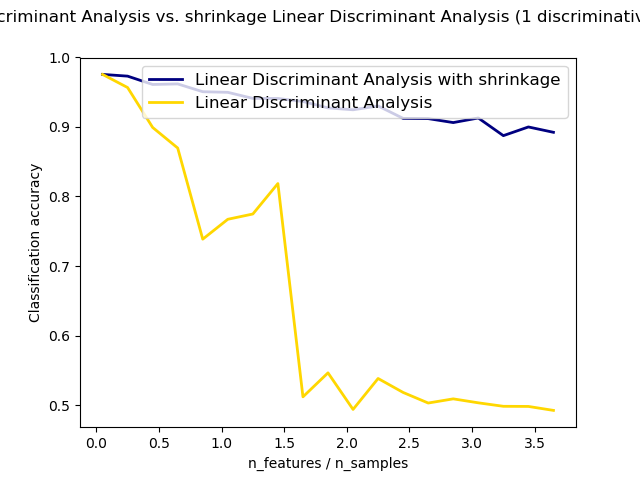 criminant Analysis vs. shrinkage Linear Discriminant Analysis (1 discriminativ
Linear Discriminant Analysis with shrinkage
Linear Discriminant Analysis
Classification accuracy
1.0
0.9
0.8
0.7
0.6
0.5
0.0 0.5 1.0 1.5 2.0 2.5 3.0 3.5
n_features / n_samples